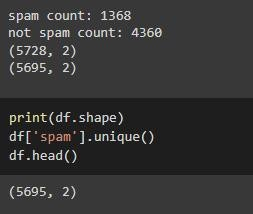 spam count: 1368
not spam count: 4360
(5728, 2)
(5695, 2)
print(df.shape)
df['spam'].unique()
df.head()
(5695, 2)